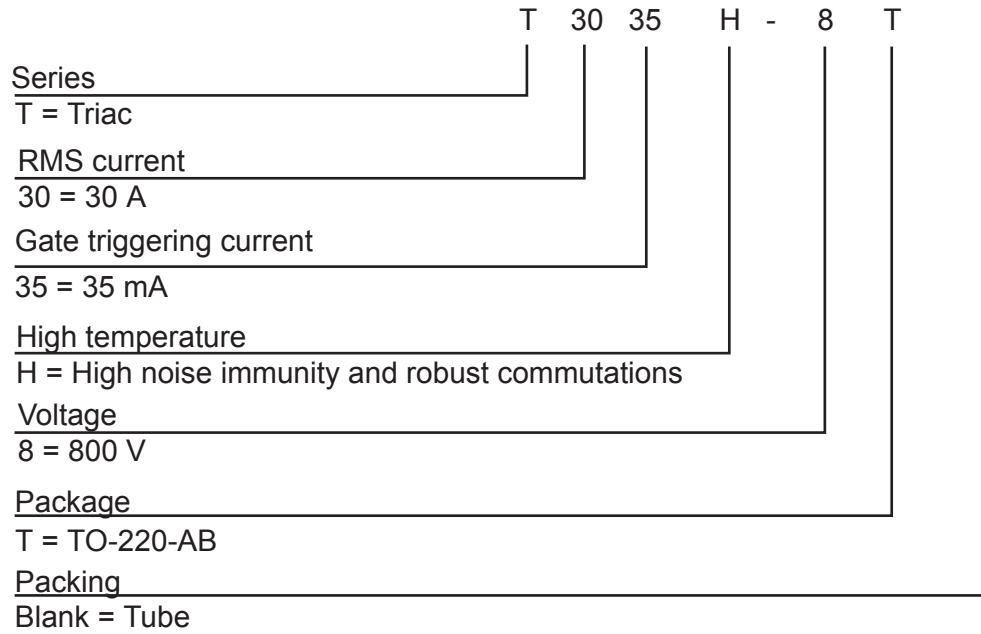 T 30 35 H - 8 T
Series
T = Triac
RMS current
30 = 30 A
Gate triggering current
35 = 35 mA
High temperature
H = High noise immunity and robust commutations
Voltage
8 = 800 V
Package
T = TO-220-AB
Packing
Blank = Tube